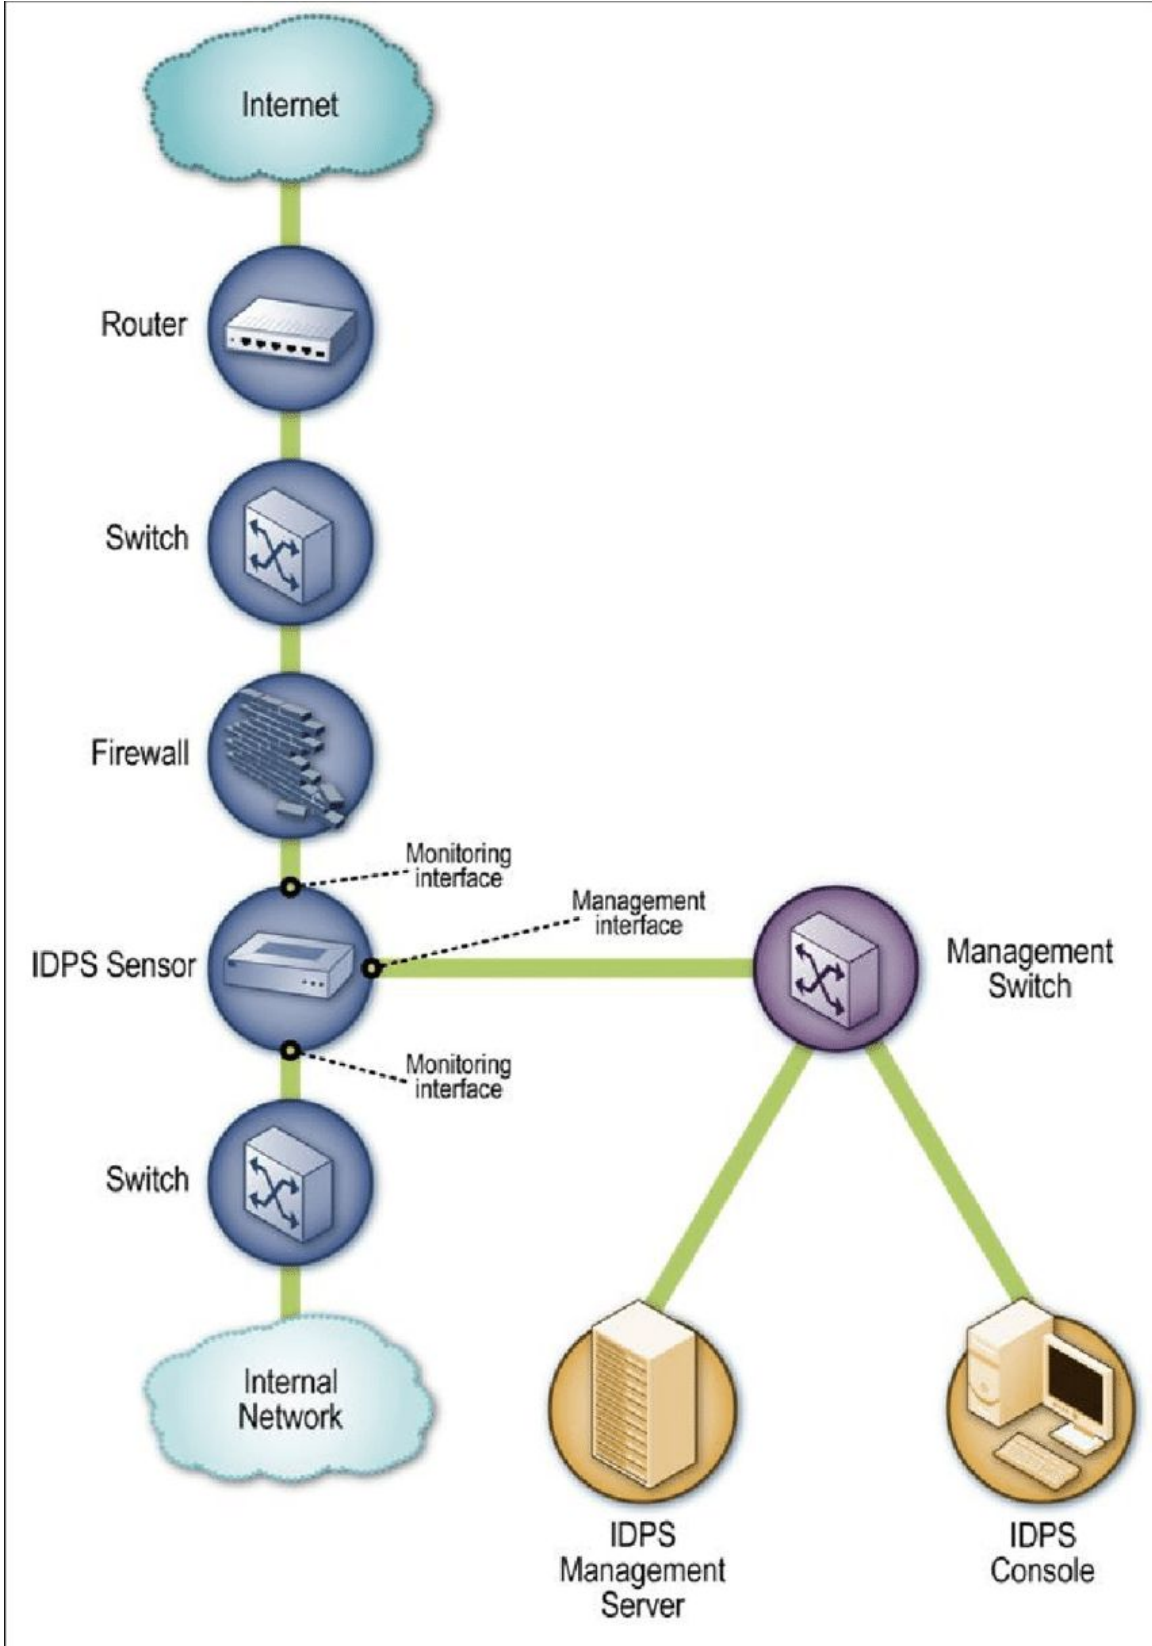 Internet
Router
Switch
Firewall
Monitoring
interface
Management
interface
IDPS Sensor
Management
Switch
Monitoring
interface
Switch
Internal
Network
IDPS
Management
Server
IDPS
Console